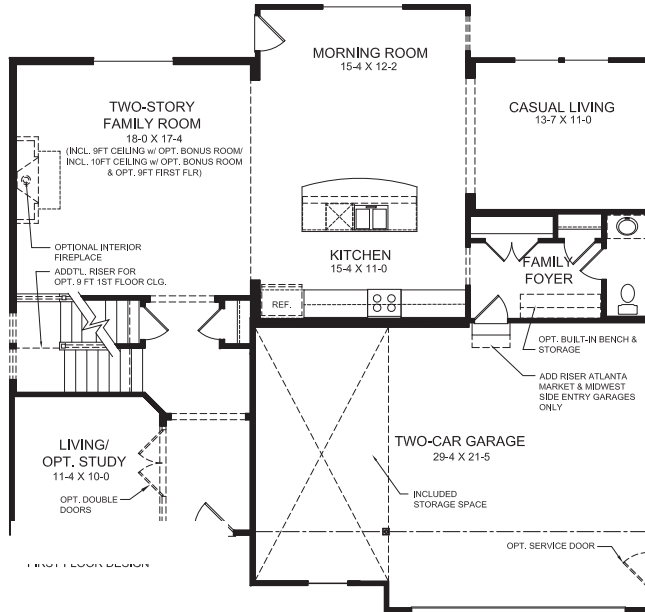 MORNING ROOM
15-4 X 12-2
TWO-STORY
FAMILY ROOM
18-0 X 17-4
(INCL. 9FT CEILING w/ OPT. BONUS ROOM/
INCL. 10FT CEILING w/ OPT. BONUS ROOM
& OPT. 9FT FIRST FLR)
CASUAL LIVING
13-7 X 11-0
OPTIONAL INTERIOR
FIREPLACE
ADDT'L. RISER FOR
OPT. 9 FT 1ST FLOOR CLG.
KITCHEN
15-4 X 11-0
REF.
FAMILY
FOYER
OPT. BUILT-IN BENCH &
STORAGE
ADD RISER ATLANTA
MARKET & MIDWEST
SIDE ENTRY GARAGES
ONLY
LIVING/
OPT. STUDY
11-4 X 10-0
OPT. DOUBLE
DOORS
TWO-CAR GARAGE
29-4 X 21-5
INCLUDED
STORAGE SPACE
OPT. SERVICE DOOR
FIRST FLOOR DESIGN